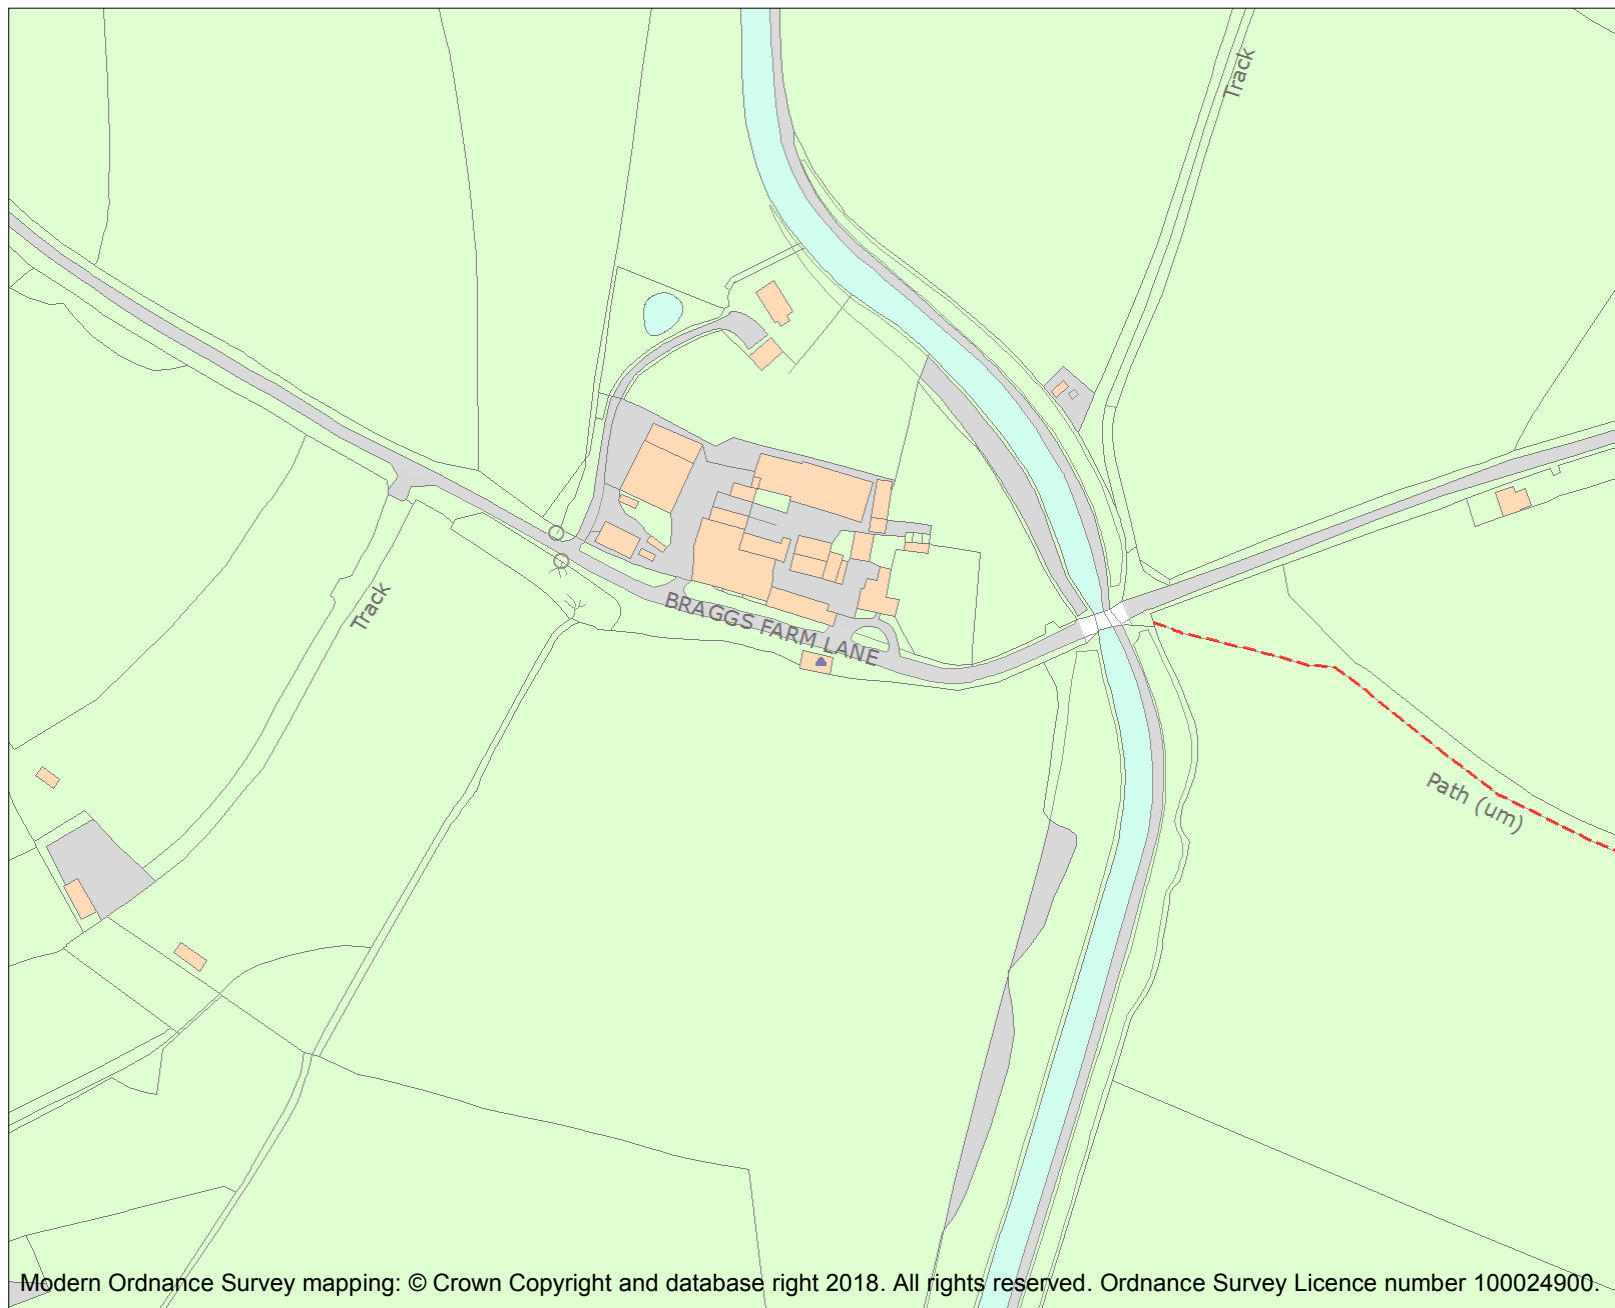 Track
Track
BRAGGS FARM LANE
Path (um)
Modern Ordnance Survey mapping: © Crown Copyright and database right 2018. All rights reserved. Ordnance Survey Licence number 100024900.